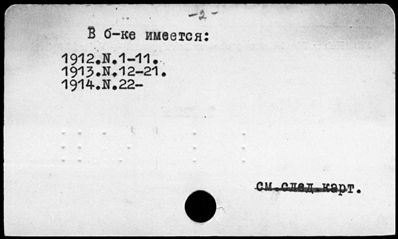 -2-
В б-ке имеется:
1912.N.1-11.
1913.N.12-21.
1914.N.22-
см.след.карт.